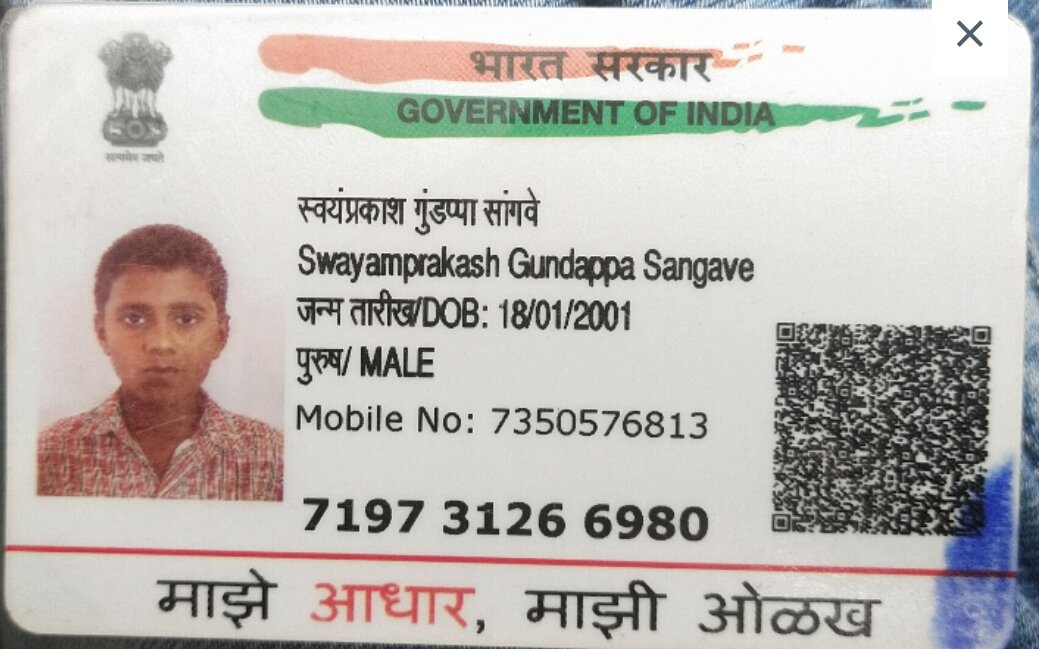 भारत सरकार
GOVERNMENT OF INDIA
सत्यमेव जयते
स्वयंप्रकाश गुंडप्पा सांगवे
Swayamprakash Gundappa Sangave
जन्म तारीख/DOB: 18/01/2001
पुरुष/ MALE
Mobile No: 7350576813
7197 3126 6980
माझे आधार, माझी ओळख